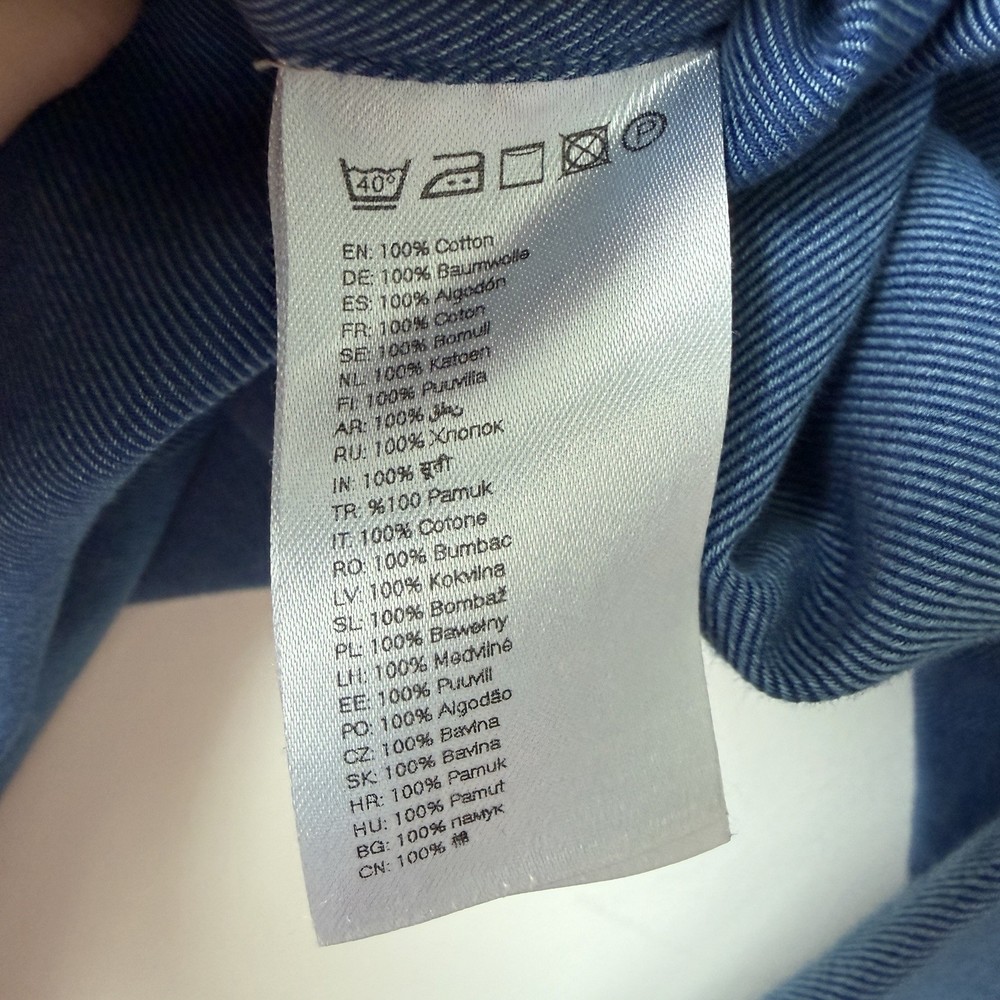 40°
P
EN: 100% Cotton
DE: 100% Baumwolle
ES: 100% Algodón
FR: 100% Coton
SE: 100% Bomull
NL: 100% Katoen
FI: 100% Puuvilla
AR: 100% قطن
RU: 100% Хлопок
IN: 100% सूती
TR: %100 Pamuk
IT: 100% Cotone
RO: 100% Bumbac
LV: 100% Kokvilna
SL: 100% Bombaž
PL: 100% Bawełny
LH: 100% Medvilné
EE: 100% Puuvill
PO: 100% Algodão
CZ: 100% Bavlna
SK: 100% Bavlna
HR: 100% Pamuk
HU: 100% Pamut
BG: 100% памук
CN: 100% 棉